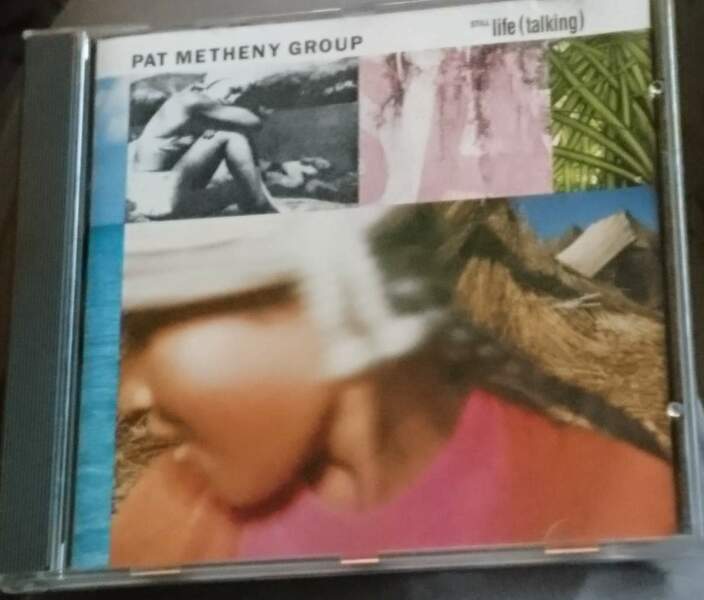 STILL life (talking)
PAT METHENY GROUP